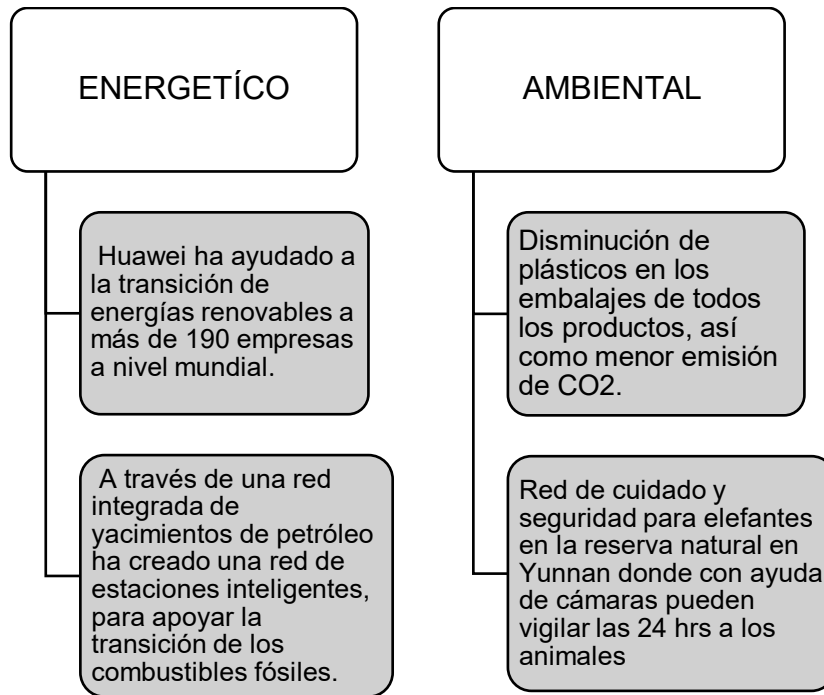 ENERGETÍCO
Huawei ha ayudado a
la transición de
energías renovables a
más de 190 empresas
a nivel mundial.
A través de una red
integrada de
yacimientos de petróleo
ha creado una red de
estaciones inteligentes,
para apoyar la
transición de los
combustibles fósiles.
AMBIENTAL
Disminución de
plásticos en los
embalajes de todos
los productos, así
como menor emisión
de CO2.
Red de cuidado y
seguridad para elefantes
en la reserva natural en
Yunnan donde con ayuda
de cámaras pueden
vigilar las 24 hrs a los
animales